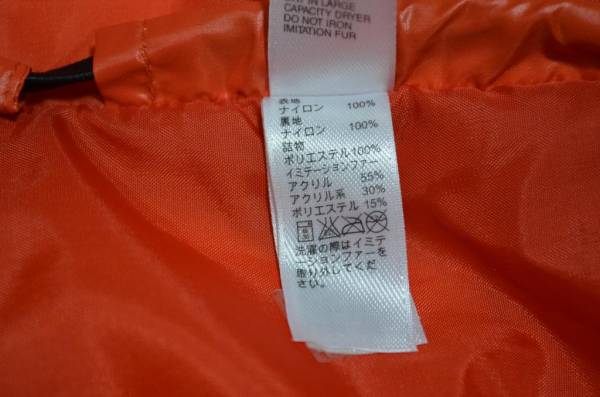 IN LARGE
CAPACITY DRYER
DO NOT IRON
IMITATION FUR
表地
ナイロン 100%
裏地
ナイロン 100%
詰物
ポリエステル100%
イミテーションファー
アクリル 55%
アクリル系 30%
ポリエステル 15%
洗濯の際はイミテ
ーションファーを
取り外してくだ
さい。